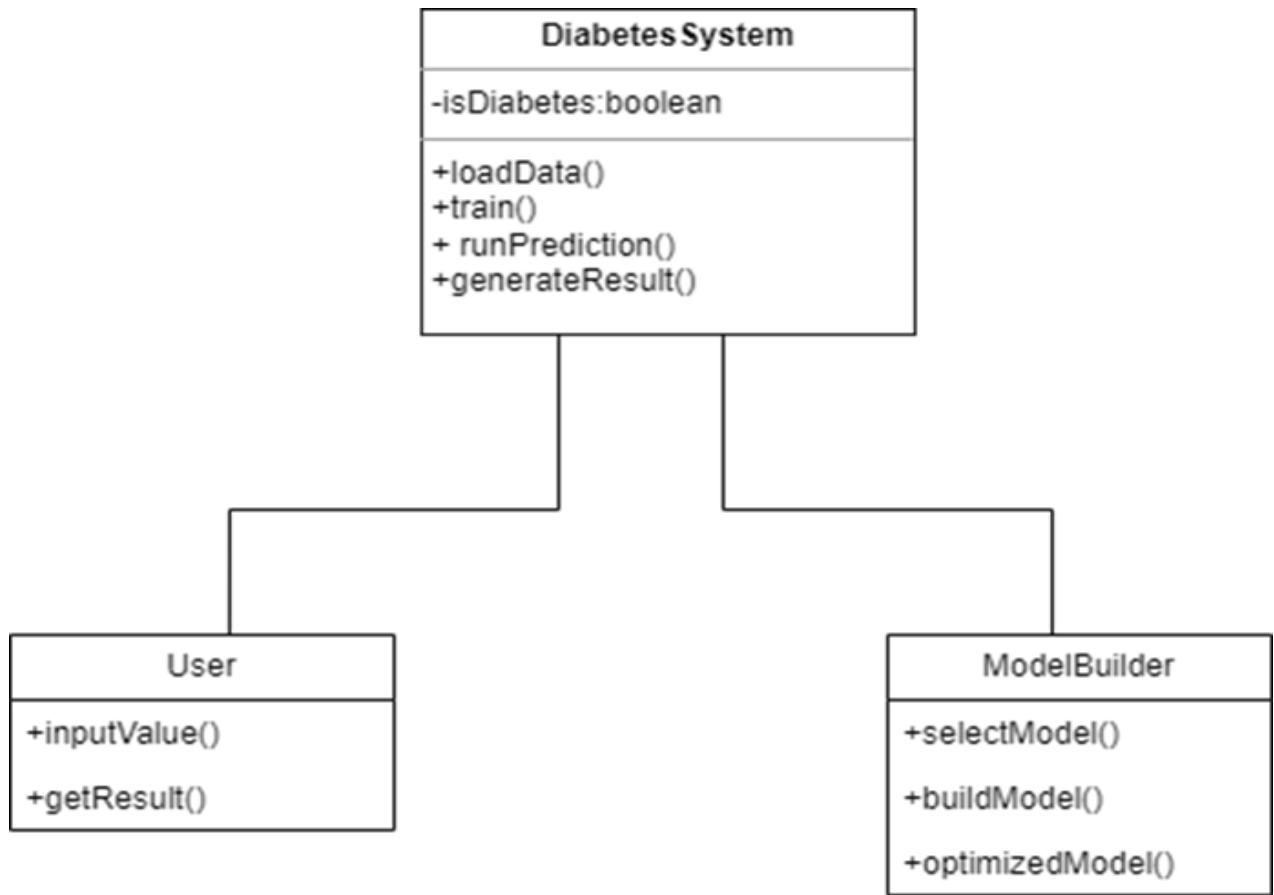 DiabetesSystem
-isDiabetes:boolean
+loadData()
+train()
+ runPrediction()
+generateResult()
User
+inputValue()
+getResult()
ModelBuilder
+selectModel()
+buildModel()
+optimizedModel()